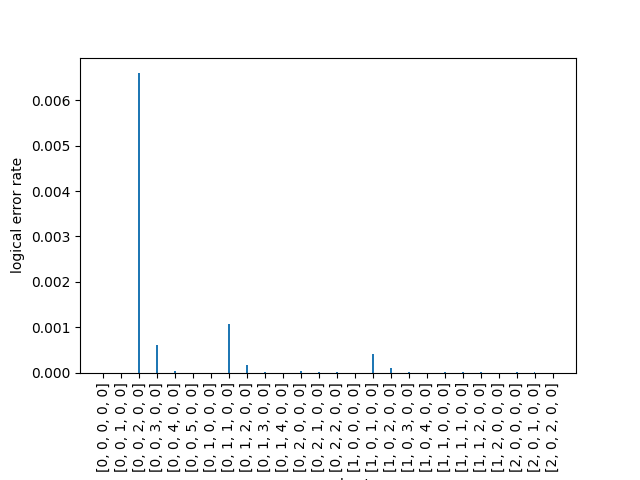 0.006
0.005
0.004
0.003
0.002
0.001
0.000
logical error rate
[0, 0, 0, 0, 0]
[0, 0, 1, 0, 0]
[0, 0, 2, 0, 0]
[0, 0, 3, 0, 0]
[0, 0, 4, 0, 0]
[0, 0, 5, 0, 0]
[0, 1, 0, 0, 0]
[0, 1, 1, 0, 0]
[0, 1, 2, 0, 0]
[0, 1, 3, 0, 0]
[0, 1, 4, 0, 0]
[0, 2, 0, 0, 0]
[0, 2, 1, 0, 0]
[0, 2, 2, 0, 0]
[1, 0, 0, 0, 0]
[1, 0, 1, 0, 0]
[1, 0, 2, 0, 0]
[1, 0, 3, 0, 0]
[1, 0, 4, 0, 0]
[1, 1, 0, 0, 0]
[1, 1, 1, 0, 0]
[1, 1, 2, 0, 0]
[1, 2, 0, 0, 0]
[2, 0, 0, 0, 0]
[2, 0, 1, 0, 0]
[2, 0, 2, 0, 0]